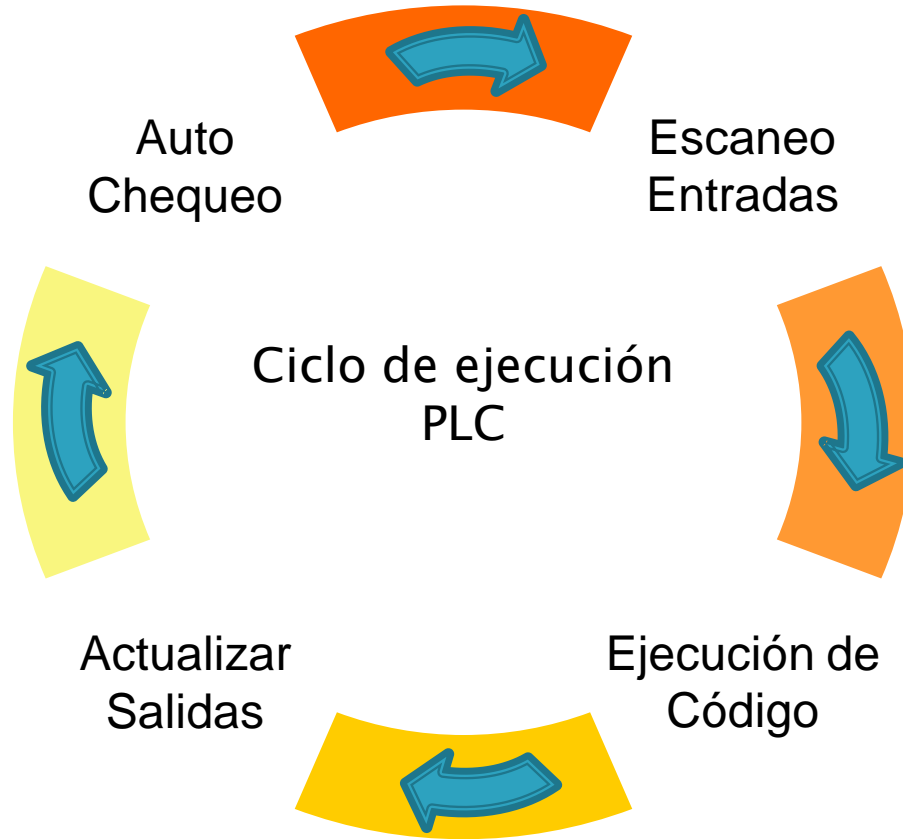 Auto
Chequeo
Escaneo
Entradas
Ciclo de ejecución
PLC
Actualizar
Salidas
Ejecución de
Código